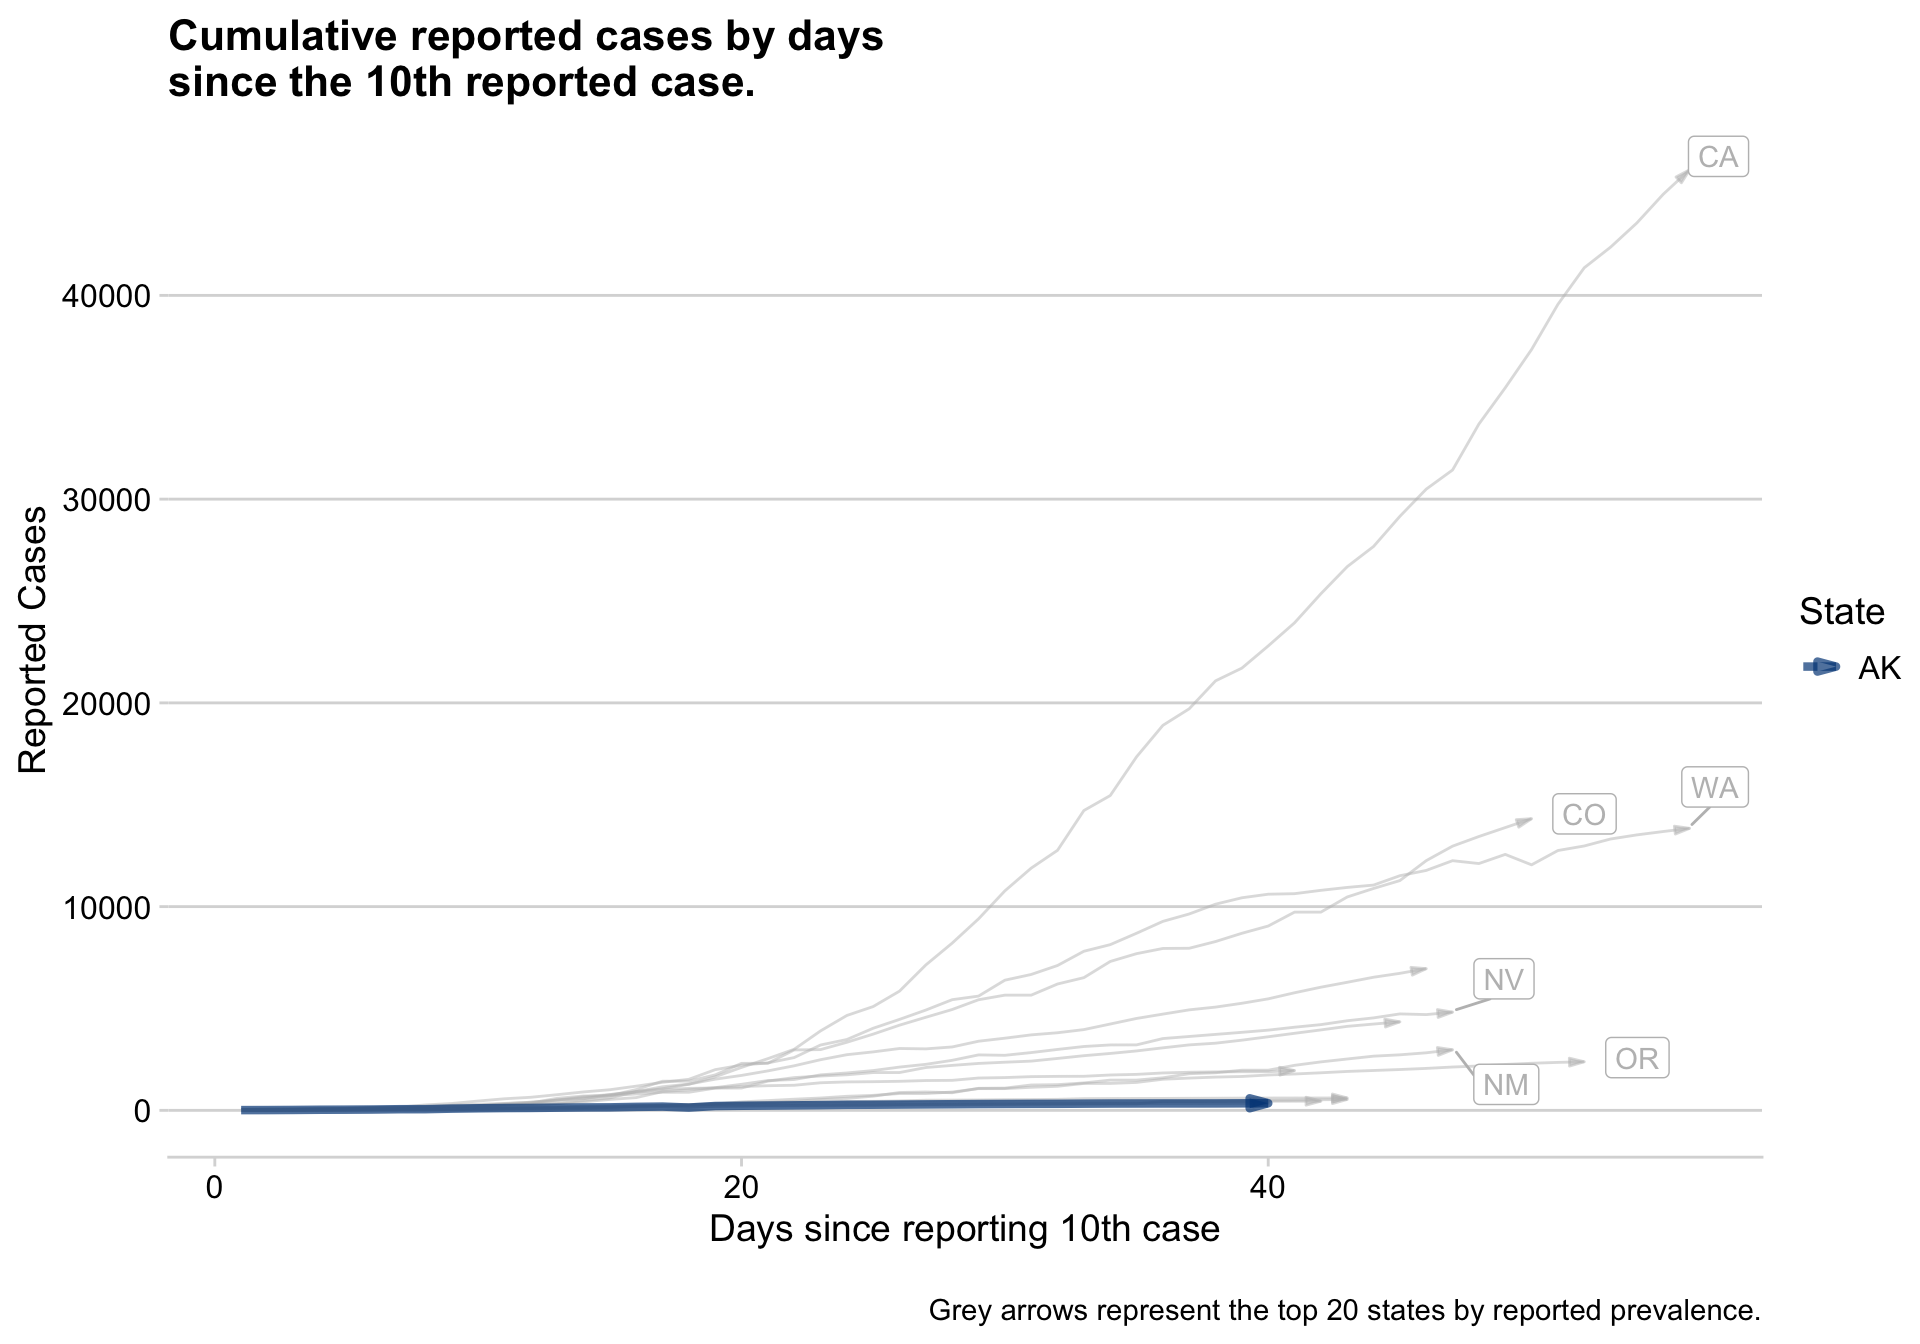 Cumulative reported cases by days
since the 10th reported case.
CA
40000
30000
Reported Cases
State
AK
20000
WA
CO
10000
NV
OR
NM
0
0 20 40
Days since reporting 10th case
Grey arrows represent the top 20 states by reported prevalence.